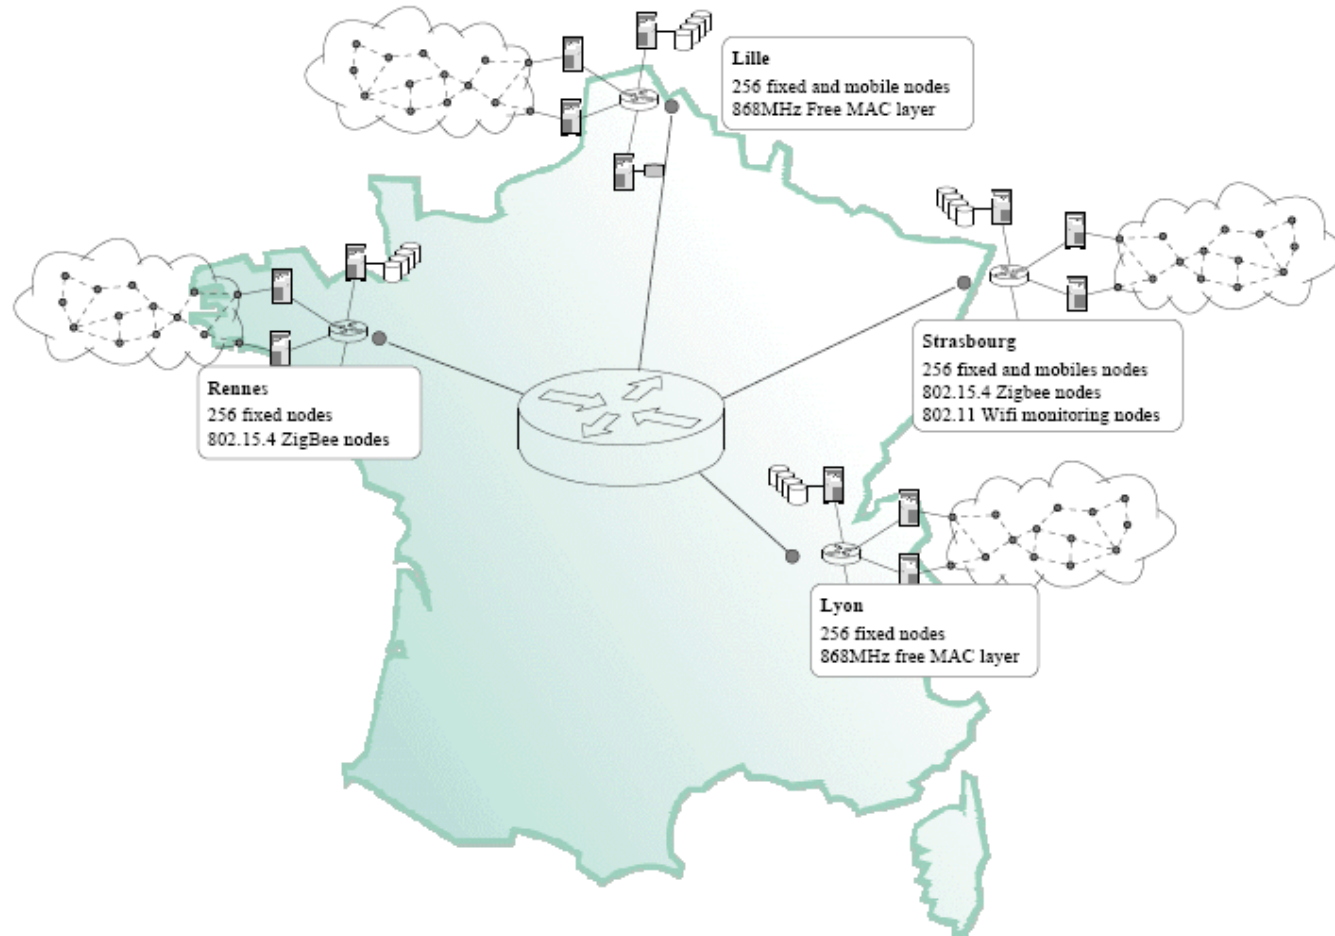 Lille
256 fixed and mobile nodes
868MHz Free MAC layer
Strasbourg
256 fixed and mobiles nodes
802.15.4 Zigbee nodes
802.11 Wifi monitoring nodes
Rennes
256 fixed nodes
802.15.4 ZigBee nodes
Lyon
256 fixed nodes
868MHz free MAC layer